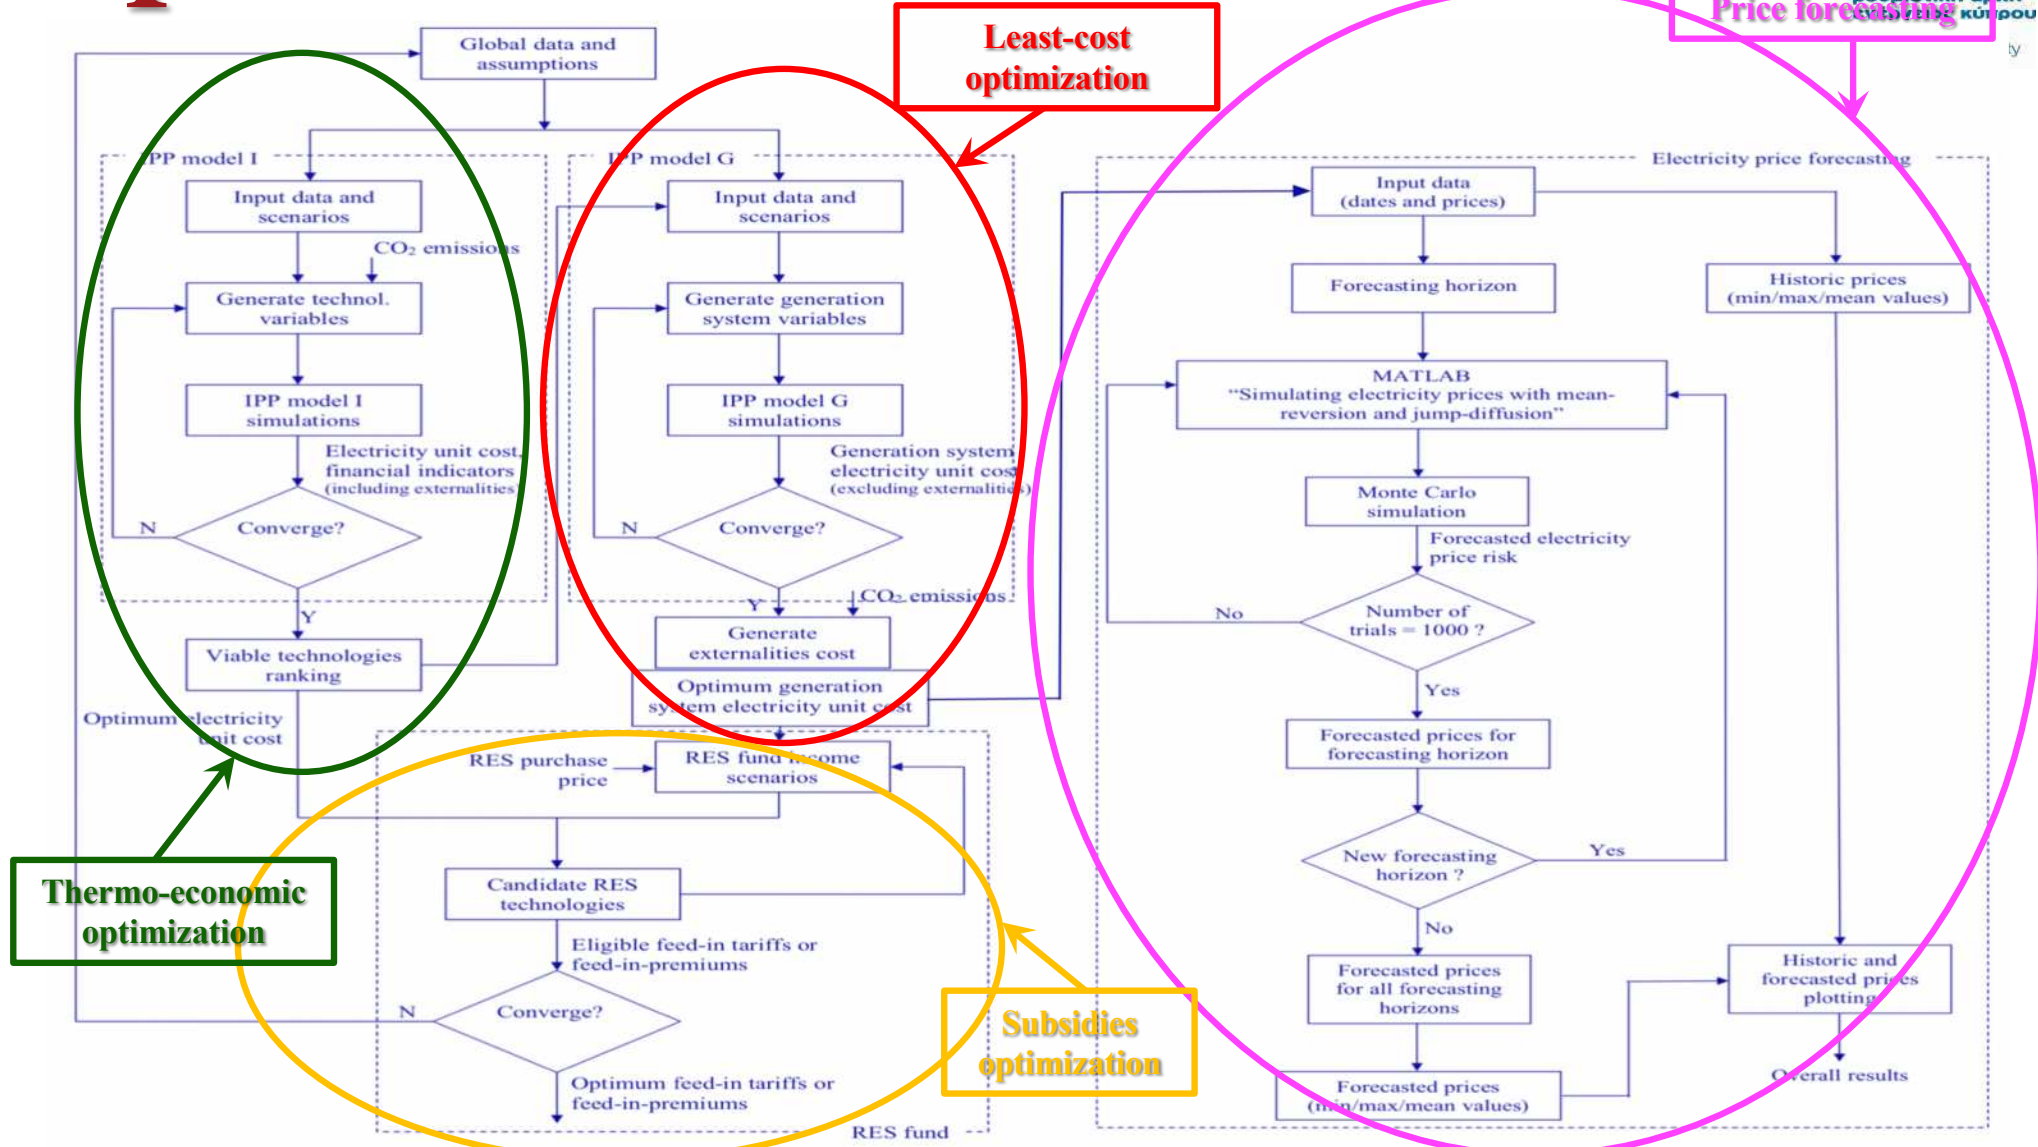 Price forecasting
κύπρου
ty
Least-cost
optimization
Global data and
assumptions
IPP model I
Input data and
scenarios
CO₂ emissions
Generate technol.
variables
IPP model I
simulations
Electricity unit cost,
financial indicators
(including externalities)
N
Converge?
Y
Viable technologies
ranking
Optimum electricity
unit cost
Thermo-economic
optimization
IPP model G
Input data and
scenarios
Generate generation
system variables
IPP model G
simulations
Generation system
electricity unit cost
(excluding externalities)
N
Converge?
Y
CO₂ emissions
Generate
externalities cost
Optimum generation
system electricity unit cost
RES purchase
price
RES fund income
scenarios
Candidate RES
technologies
Eligible feed-in tariffs or
feed-in-premiums
N
Converge?
Optimum feed-in tariffs or
feed-in-premiums
RES fund
Subsidies
optimization
Electricity price forecasting
Input data
(dates and prices)
Forecasting horizon
Historic prices
(min/max/mean values)
MATLAB
“Simulating electricity prices with mean-
reversion and jump-diffusion”
Monte Carlo
simulation
Forecasted electricity
price risk
No
Number of
trials = 1000 ?
Yes
Forecasted prices for
forecasting horizon
New forecasting
horizon ?
Yes
No
Forecasted prices
for all forecasting
horizons
Historic and
forecasted prices
plotting
Forecasted prices
(min/max/mean values)
Overall results